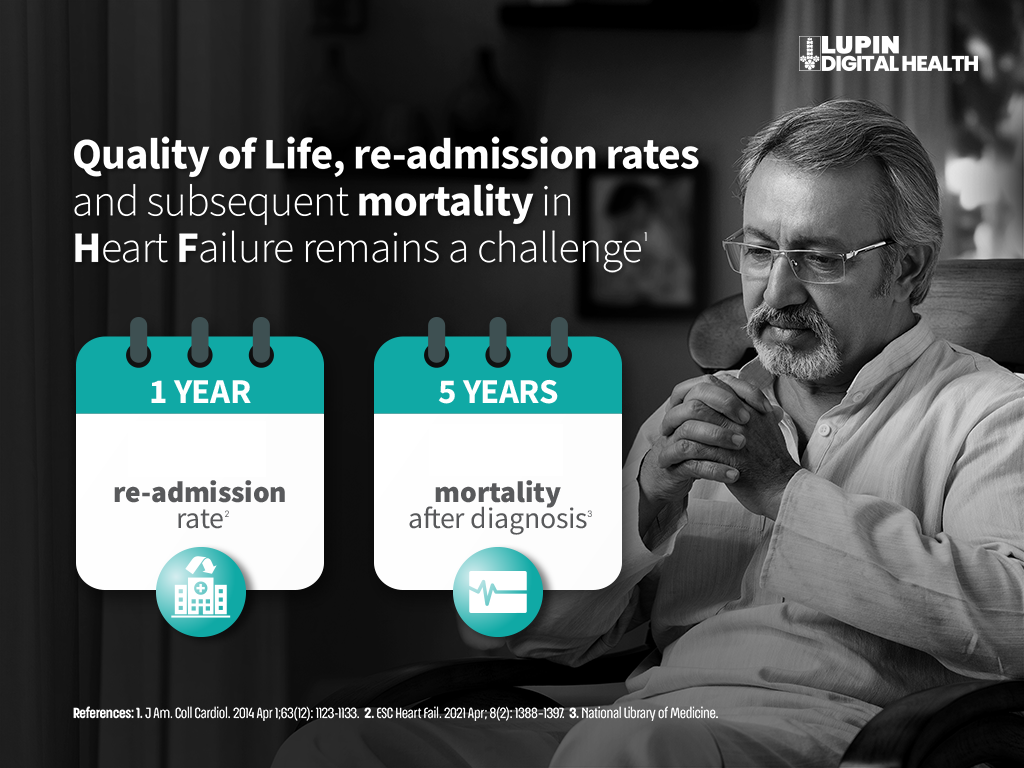 LUPIN
DIGITAL HEALTH
Quality of Life, re-admission rates
and subsequent mortality in
Heart Failure remains a challenge¹
1 YEAR
re-admission
rate²
5 YEARS
mortality
after diagnosis³
References: 1. J Am. Coll Cardiol. 2014 Apr 1;63(12): 1123-1133. 2. ESC Heart Fail. 2021 Apr; 8(2): 1388-1397. 3. National Library of Medicine.